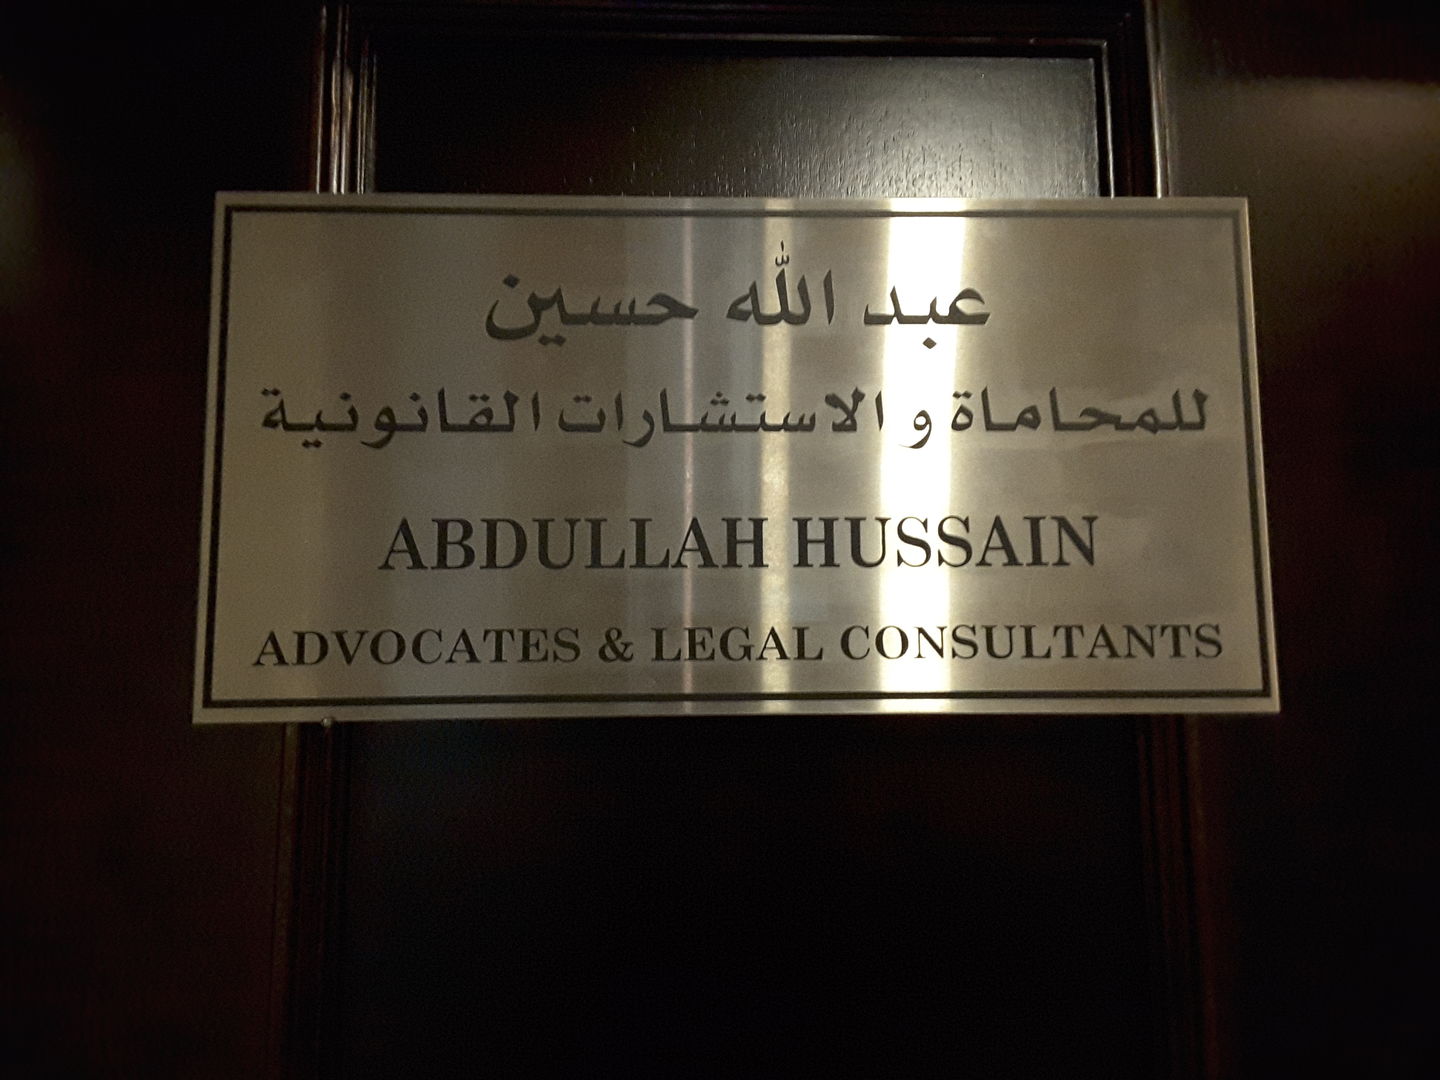 عبد الله حسين
للمحاماة و الاستشارات القانونية
ABDULLAH HUSSAIN
ADVOCATES & LEGAL CONSULTANTS